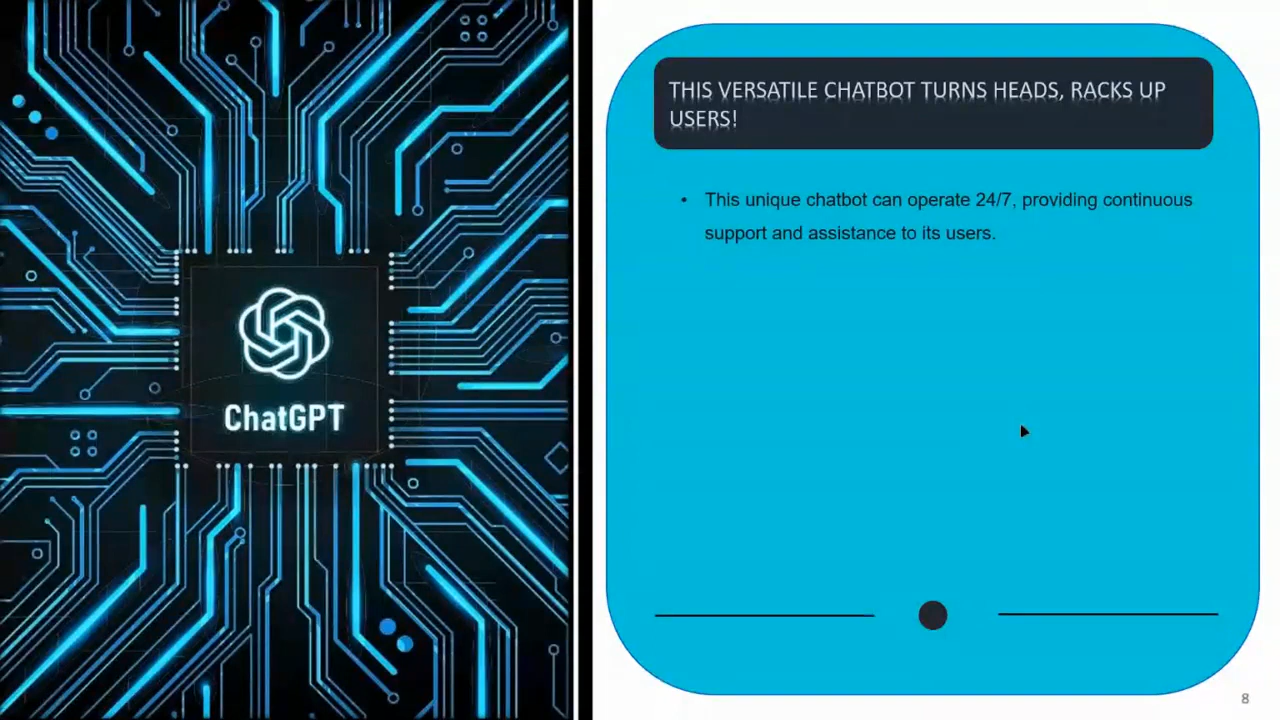 ChatGPT
THIS VERSATILE CHATBOT TURNS HEADS, RACKS UP
USERS!
• This unique chatbot can operate 24/7, providing continuous
support and assistance to its users.
8